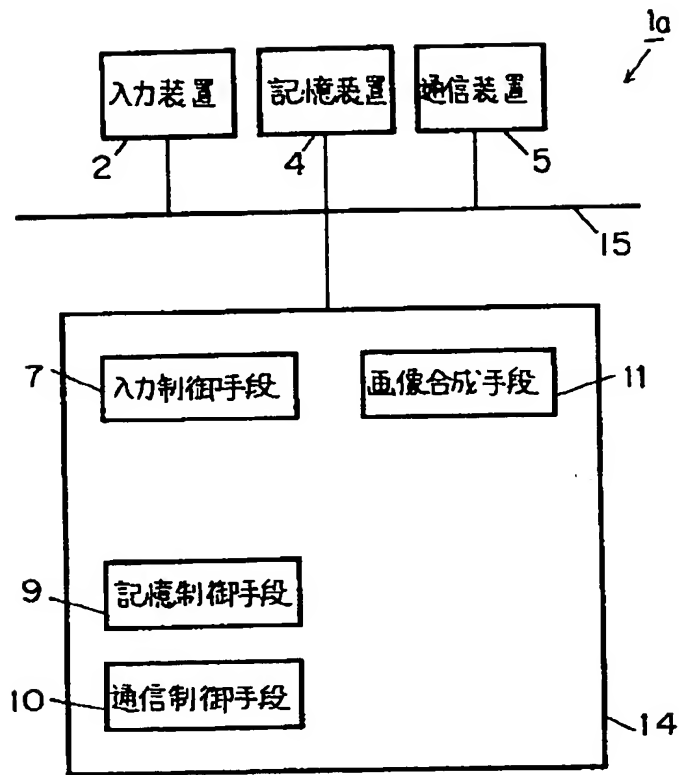 1a
入力装置 記憶装置 通信装置
2 4 5
15
7 入力制御手段 画像合成手段 11
9 記憶制御手段
10 通信制御手段
14